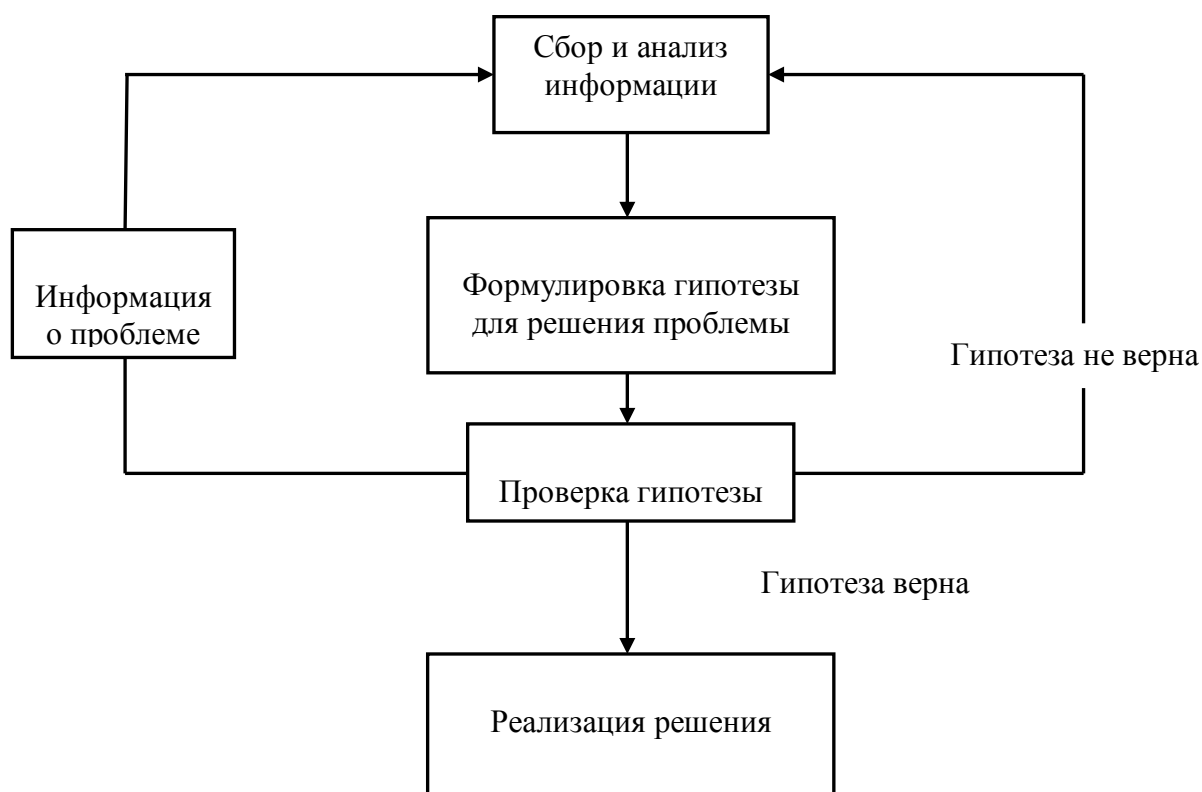 Сбор и анализ
информации
Информация
о проблеме
Формулировка гипотезы
для решения проблемы
Гипотеза не верна
Проверка гипотезы
Гипотеза верна
Реализация решения